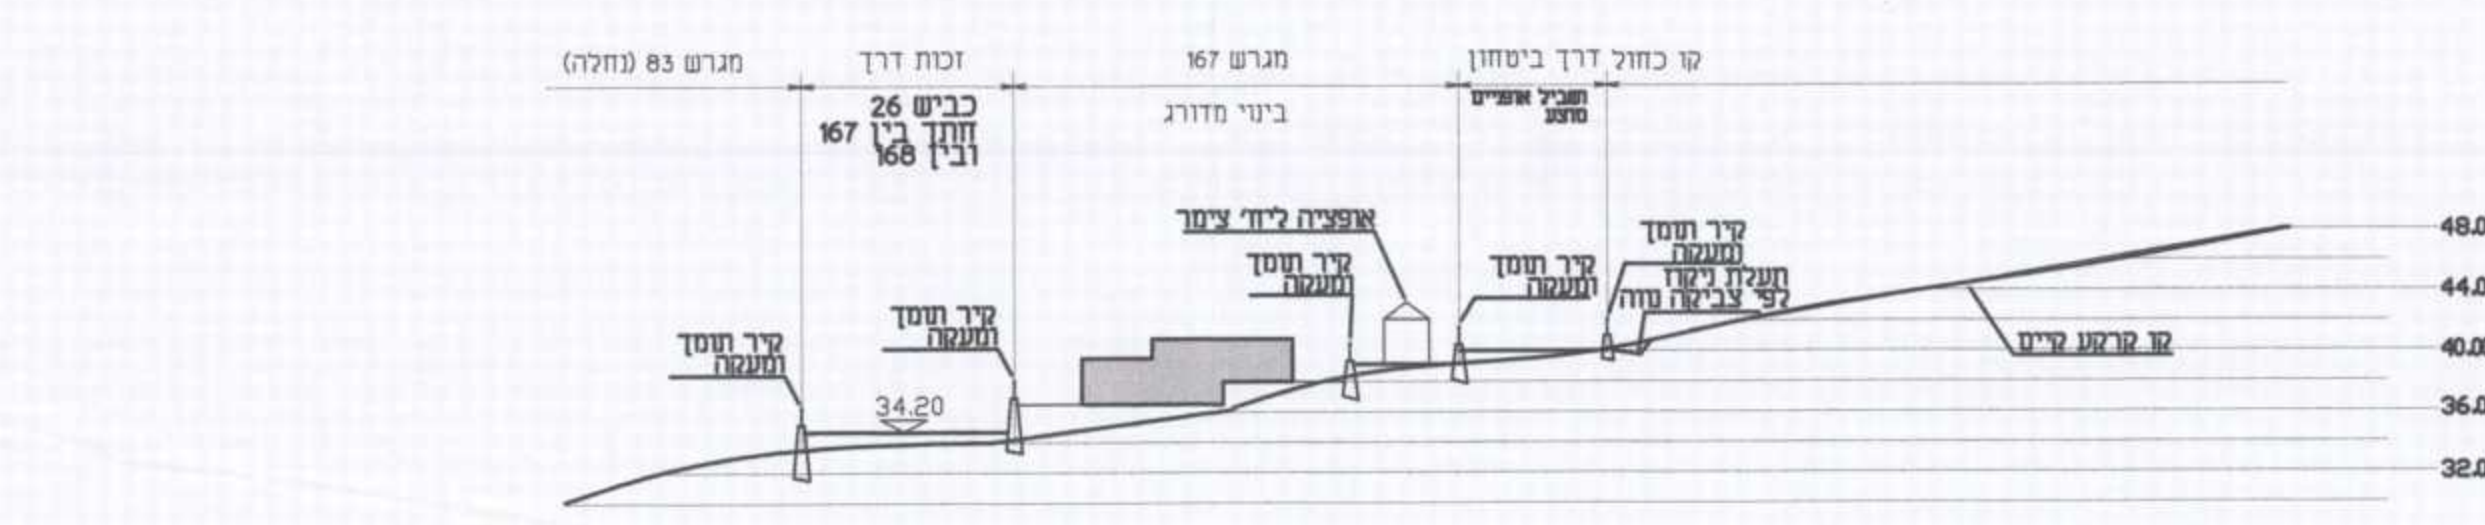 קו כחול
דרך ביטחון
מגרש 167
זכות דרך
מגרש 83 (נחלה)
שביל אופניים
מוצע
בינוי מדורג
כביש 26
חתך בין 167
ובין 168
אופציה ליח' צימר
קיר תומך
ומעקה
תעלת ניקוז
לפי צביקה נווה
קיר תומך
ומעקה
קיר תומך
ומעקה
קיר תומך
ומעקה
קיר תומך
ומעקה
קו קרקע קיים
34.20
48.0
44.0
40.00
36.0
32.0